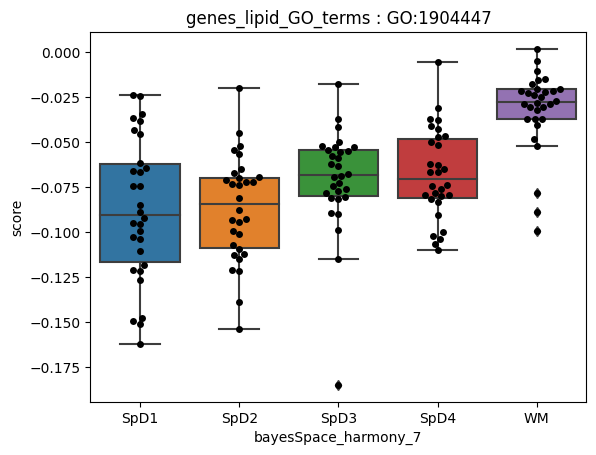 genes_lipid_GO_terms : GO:1904447
0.000
−0.025
−0.050
−0.075
−0.100
−0.125
−0.150
−0.175
score
SpD1 SpD2 SpD3 SpD4 WM
bayesSpace_harmony_7